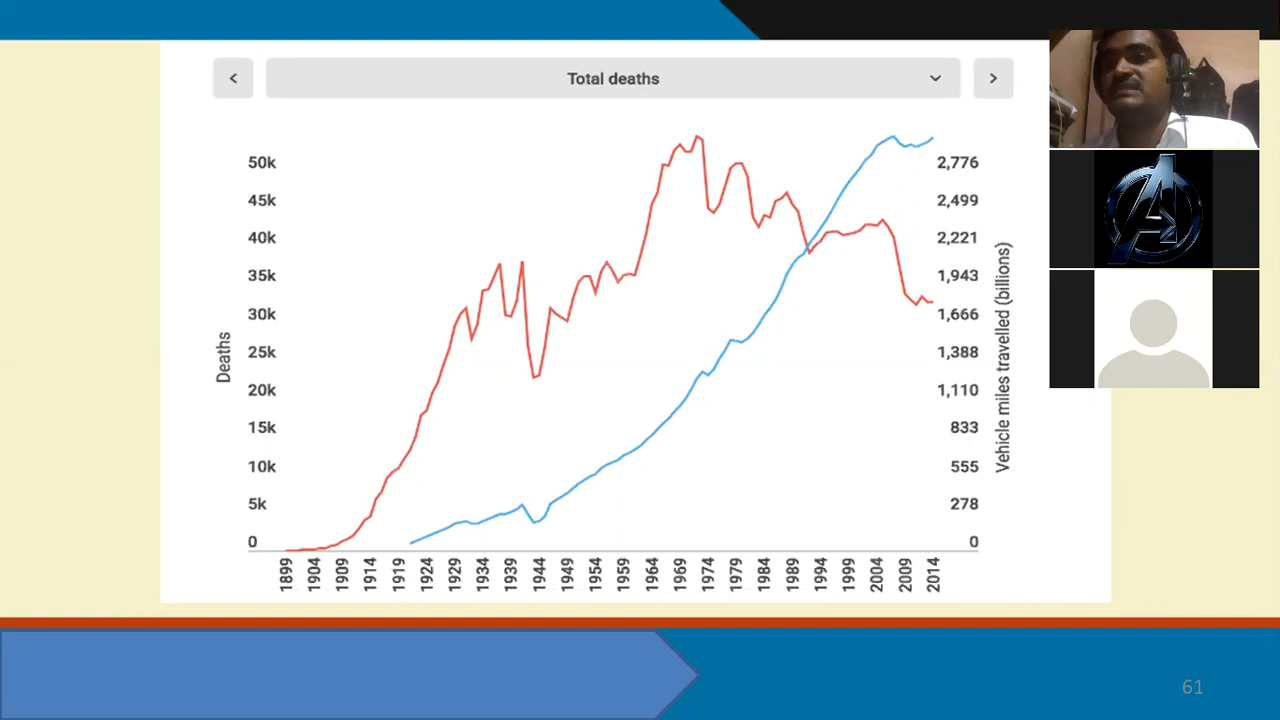 Total deaths
50k
45k
40k
35k
30k
25k
20k
15k
10k
5k
0
Deaths
2,776
2,499
2,221
1,943
1,666
1,388
1,110
833
555
278
0
Vehicle miles travelled (billions)
1899 1904 1909 1914 1919 1924 1929 1934 1939 1944 1949 1954 1959 1964 1969 1974 1979 1984 1989 1994 1999 2004 2009 2014
61